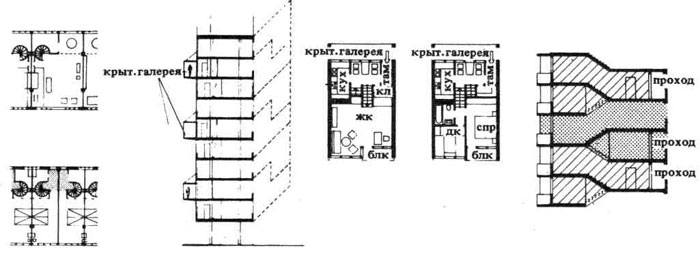 крыт.галерея
крыт.галерея
кух
там
кл
жк
блк
крыт.галерея
кух
там
дк
спр
блк
проход
проход
проход